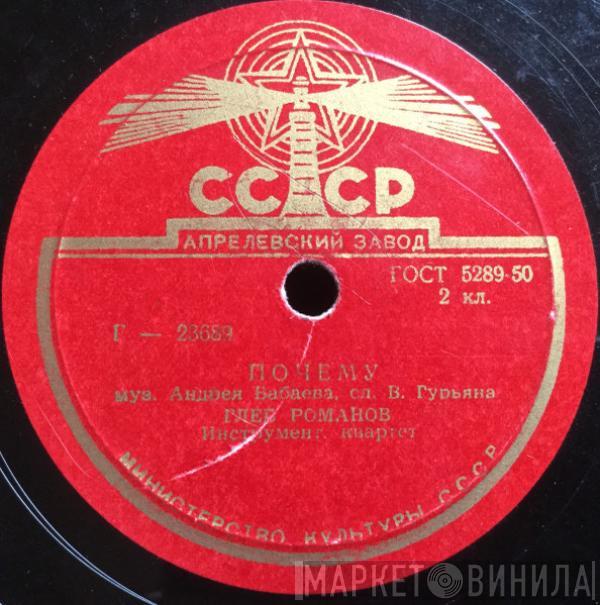 СССР
АПРЕЛЕВСКИЙ ЗАВОД
ГОСТ 5289-50
2 кл.
Г — 23689
ПОЧЕМУ
муз. Андрея Бабаева, сл. В. Гурьяна
ГЛЕБ РОМАНОВ
Инструмент. квартет
МИНИСТЕРСТВО КУЛЬТУРЫ СССР
МАРКЕТ ВИНИЛА